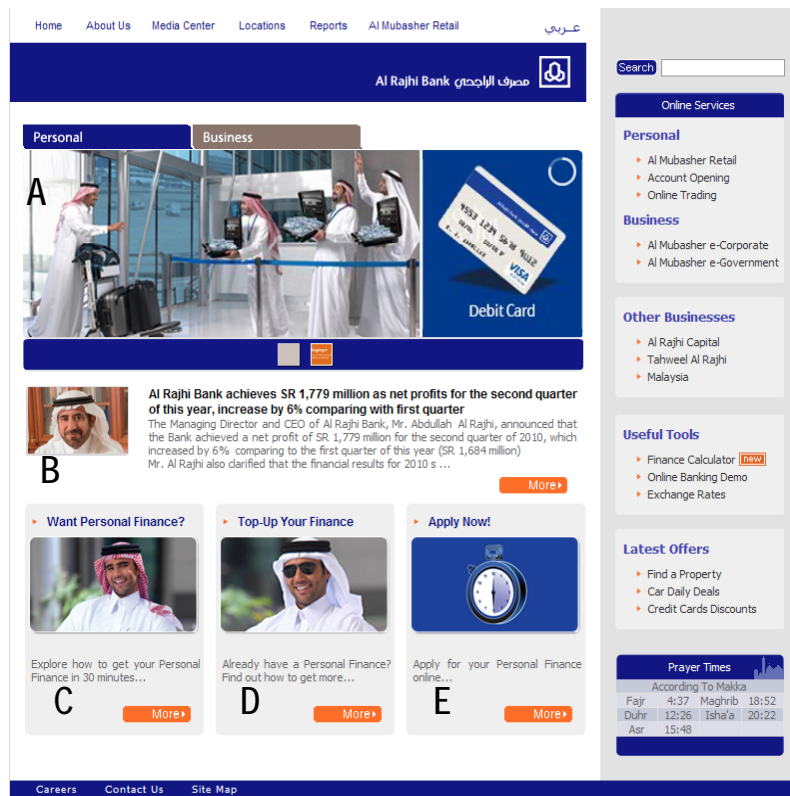 Home About Us Media Center Locations Reports Al Mubasher Retail عــربي
Al Rajhi Bank مصرف الراجحي
Personal Business
A
4553 1234 5678 9012
VISA
Debit Card
B
Al Rajhi Bank achieves SR 1,779 million as net profits for the second quarter
of this year, increase by 6% comparing with first quarter
The Managing Director and CEO of Al Rajhi Bank, Mr. Abdullah Al Rajhi, announced that
the Bank achieved a net profit of SR 1,779 million for the second quarter of 2010, which
increased by 6% comparing to the first quarter of this year (SR 1,684 million)
Mr. Al Rajhi also clarified that the financial results for 2010 s ...
More
Want Personal Finance?
Explore how to get your Personal
Finance in 30 minutes...
C
More
Top-Up Your Finance
Already have a Personal Finance?
Find out how to get more...
D
More
Apply Now!
Apply for your Personal Finance
online...
E
More
Search
Online Services
Personal
Al Mubasher Retail
Account Opening
Online Trading
Business
Al Mubasher e-Corporate
Al Mubasher e-Government
Other Businesses
Al Rajhi Capital
Tahweel Al Rajhi
Malaysia
Useful Tools
Finance Calculator new
Online Banking Demo
Exchange Rates
Latest Offers
Find a Property
Car Daily Deals
Credit Cards Discounts
Prayer Times
According To Makka
Fajr 4:37 Maghrib 18:52
Duhr 12:26 Isha'a 20:22
Asr 15:48
Careers Contact Us Site Map